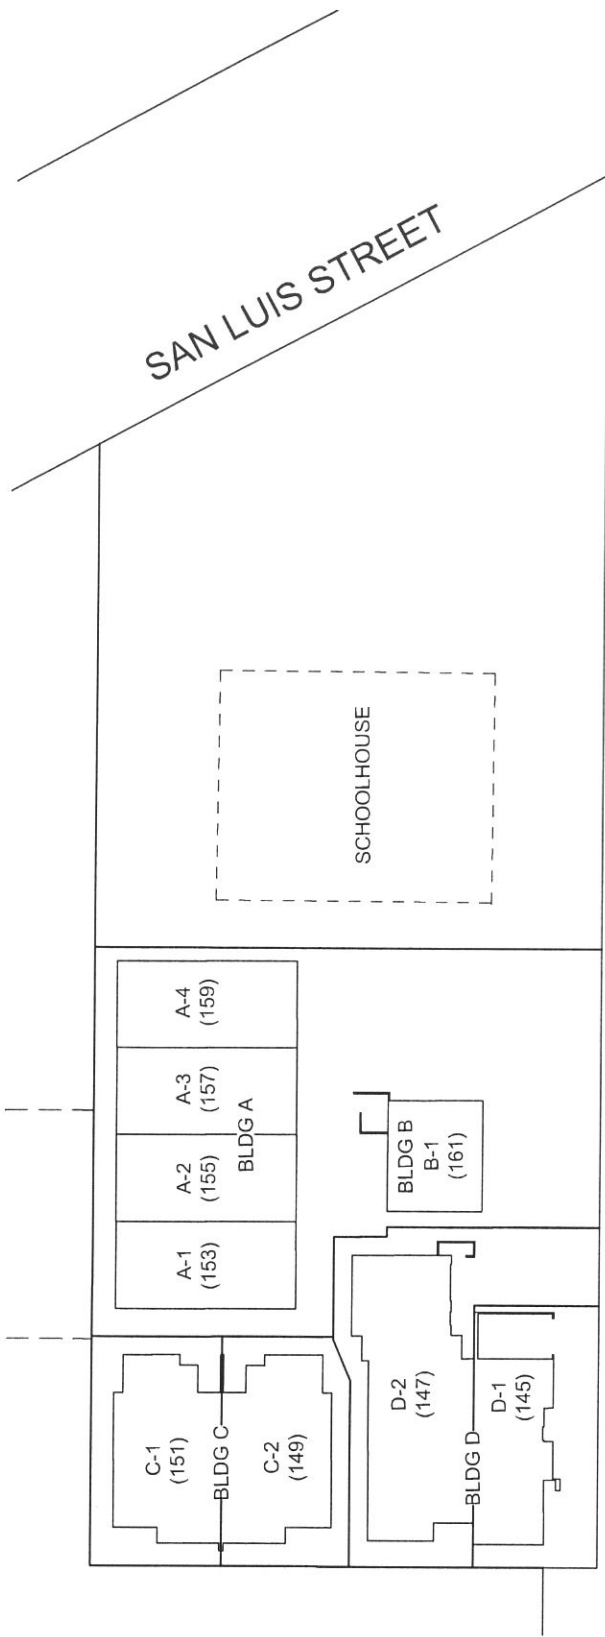 SAN LUIS STREET
SCHOOLHOUSE
A-4
(159)
A-3
(157)
A-2
(155)
A-1
(153)
BLDG A
BLDG B
B-1
(161)
C-1
(151)
BLDG C
C-2
(149)
D-2
(147)
BLDG D
D-1
(145)